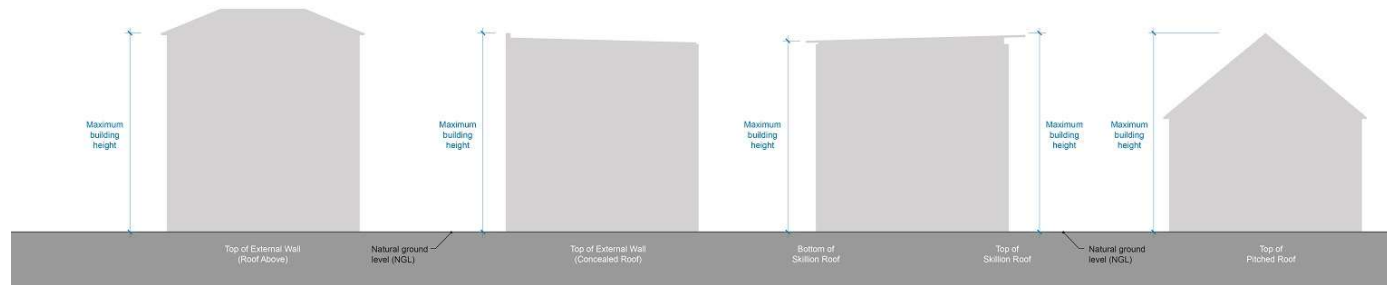 Maximum
building
height
Maximum
building
height
Maximum
building
height
Maximum
building
height
Maximum
building
height
Top of External Wall
(Roof Above)
Natural ground
level (NGL)
Top of External Wall
(Concealed Roof)
Bottom of
Skillion Roof
Top of
Skillion Roof
Natural ground
level (NGL)
Top of
Pitched Roof